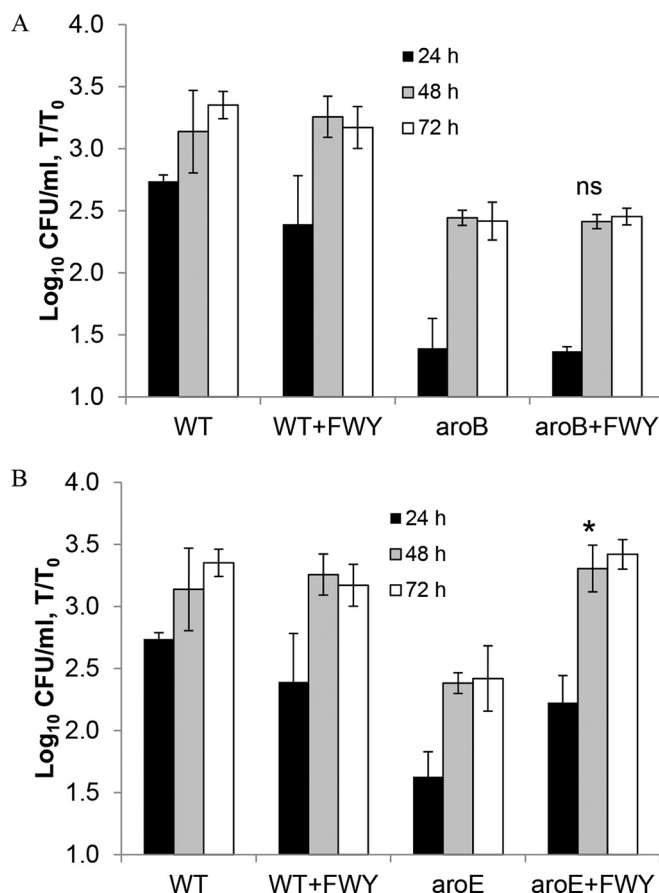 A
Log10 CFU/ml, T/T0
4.0
3.5
3.0
2.5
2.0
1.5
1.0
24 h
48 h
72 h
ns
WT WT+FWY aroB aroB+FWY
B
Log10 CFU/ml, T/T0
4.0
3.5
3.0
2.5
2.0
1.5
1.0
24 h
48 h
72 h
*
WT WT+FWY aroE aroE+FWY